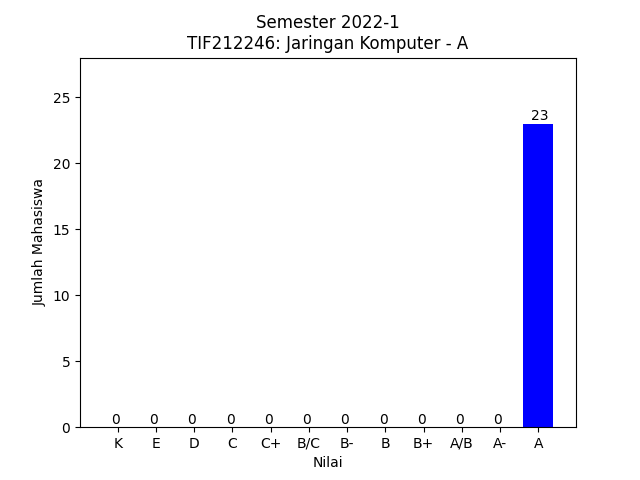 Semester 2022-1
TIF212246: Jaringan Komputer - A
25
20
15
10
5
0
Jumlah Mahasiswa
23
0 0 0 0 0 0 0 0 0 0 0
K E D C C+ B/C B- B B+ A/B A- A
Nilai